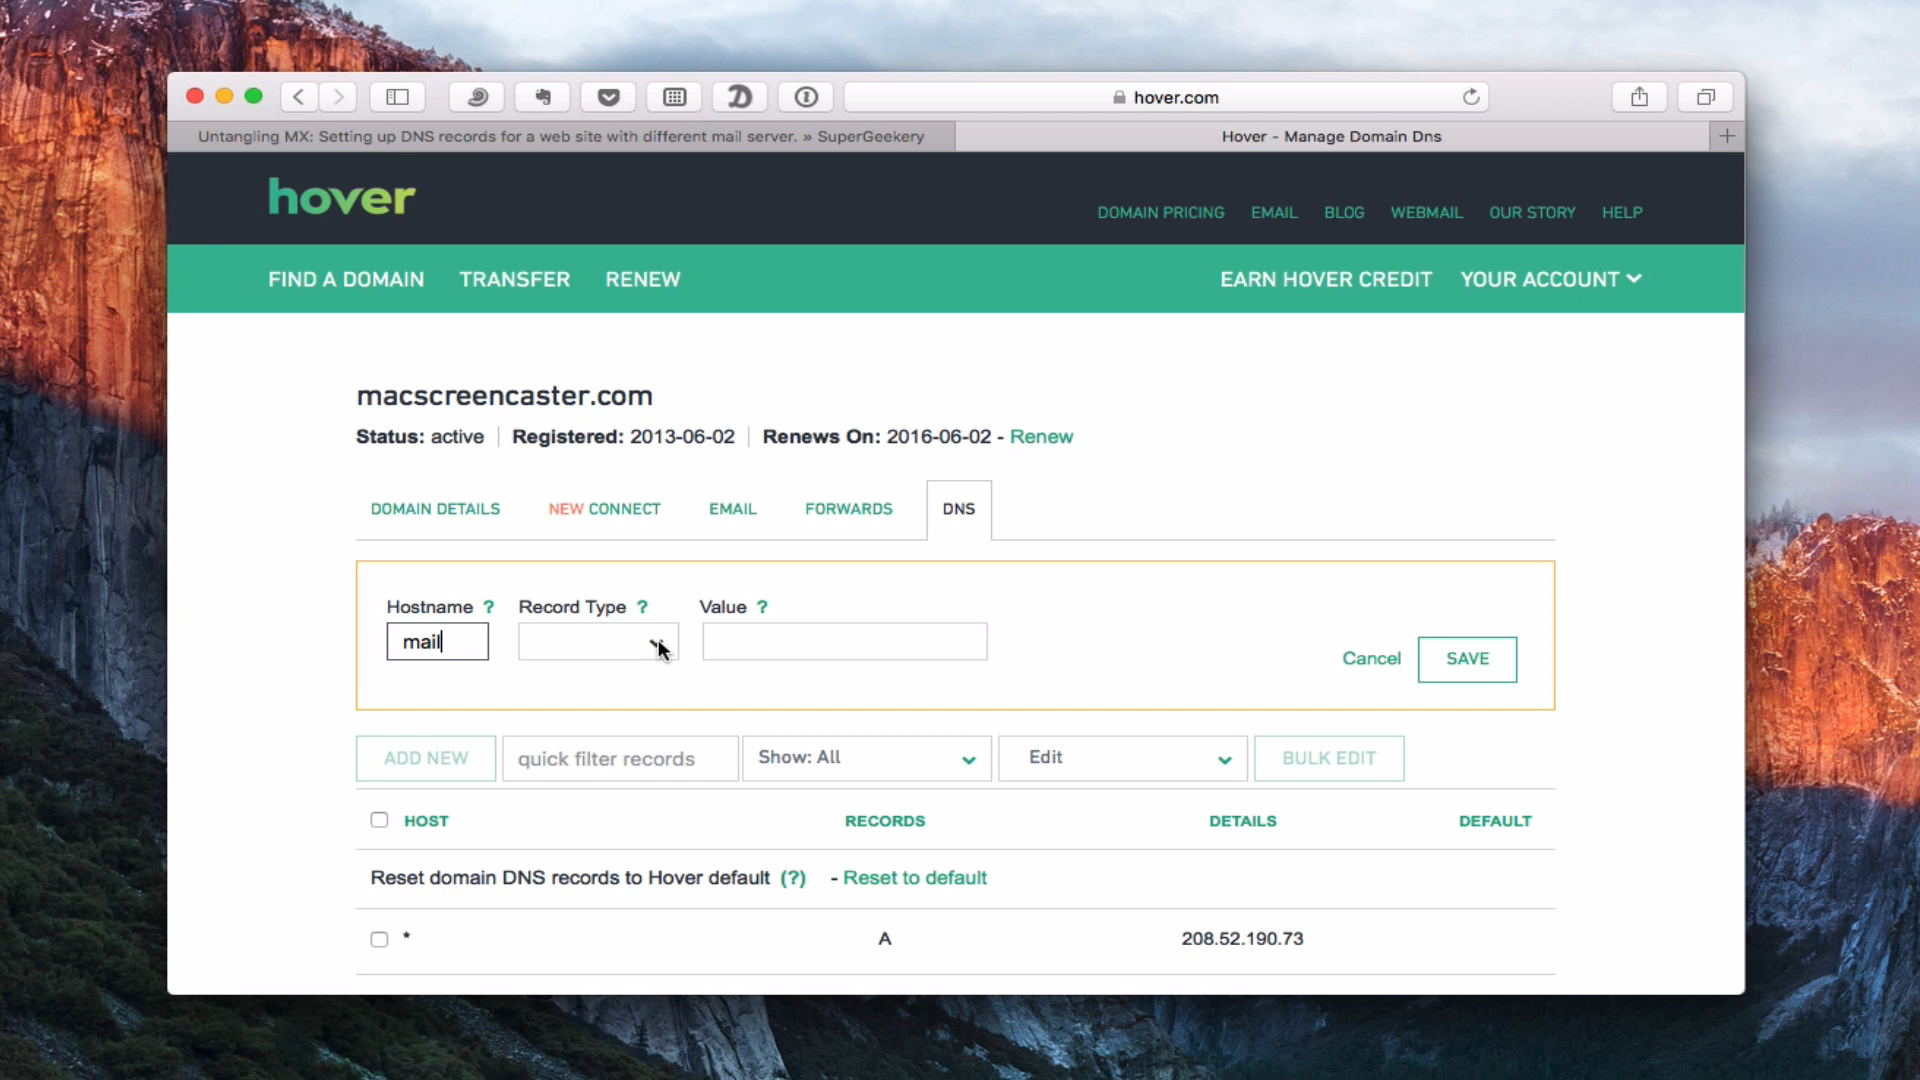 hover.com
Untangling MX: Setting up DNS records for a web site with different mail server. » SuperGeekery
Hover - Manage Domain Dns
hover
DOMAIN PRICING EMAIL BLOG WEBMAIL OUR STORY HELP
FIND A DOMAIN TRANSFER RENEW EARN HOVER CREDIT YOUR ACCOUNT
macscreencaster.com
Status: active Registered: 2013-06-02 Renews On: 2016-06-02 - Renew
DOMAIN DETAILS NEW CONNECT EMAIL FORWARDS DNS
Hostname ? Record Type ? Value ?
mail
Cancel SAVE
ADD NEW quick filter records Show: All Edit BULK EDIT
HOST RECORDS DETAILS DEFAULT
Reset domain DNS records to Hover default (?) - Reset to default
* A 208.52.190.73